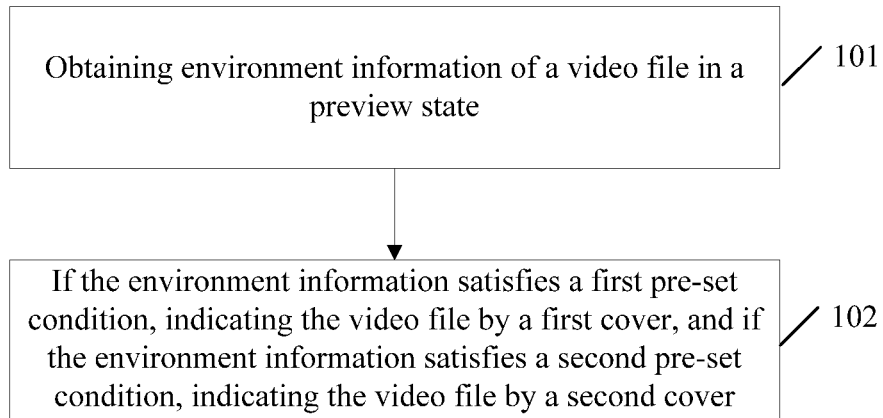 Obtaining environment information of a video file in a
preview state
101
If the environment information satisfies a first pre-set
condition, indicating the video file by a first cover, and if
the environment information satisfies a second pre-set
condition, indicating the video file by a second cover
102